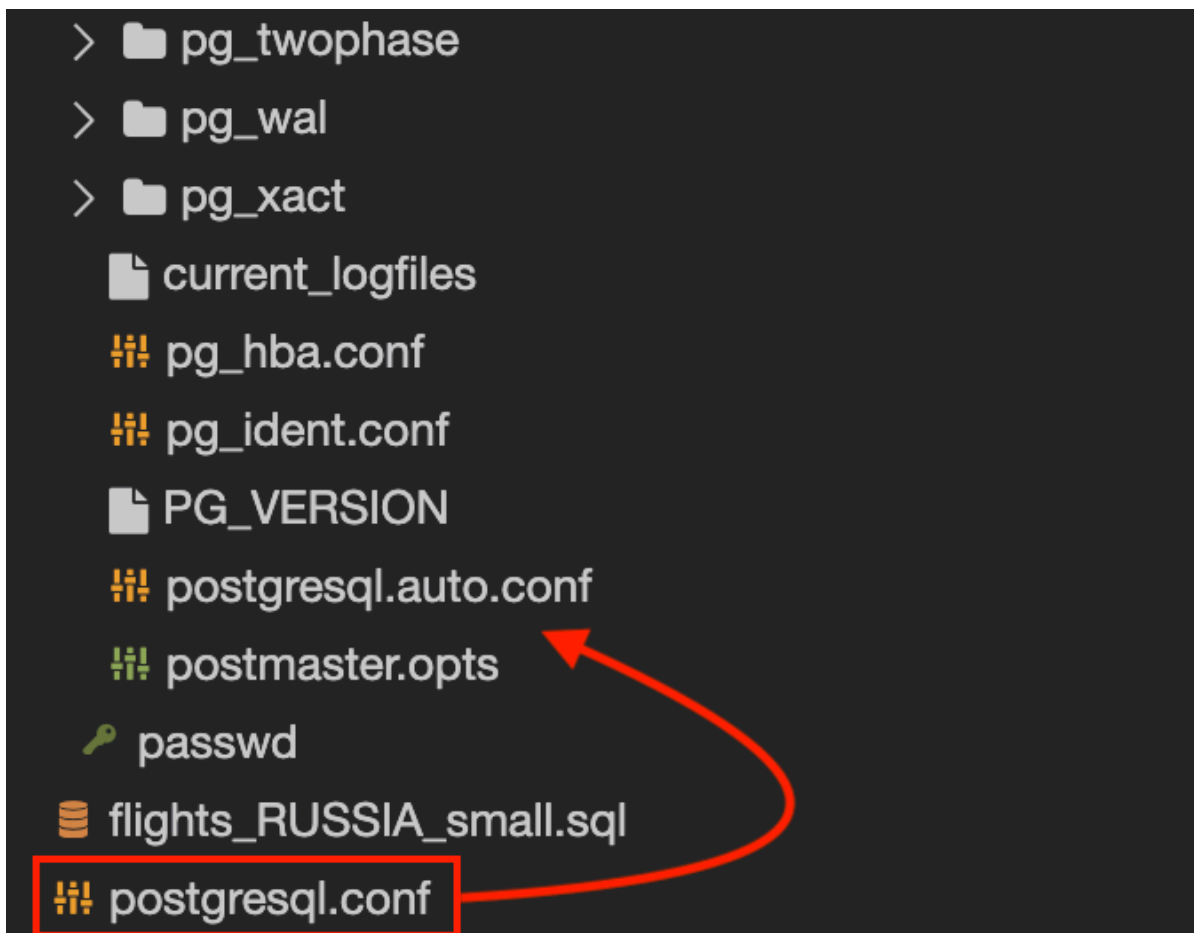 pg_twophase
pg_wal
pg_xact
current_logfiles
pg_hba.conf
pg_ident.conf
PG_VERSION
postgresql.auto.conf
postmaster.opts
passwd
flights_RUSSIA_small.sql
postgresql.conf